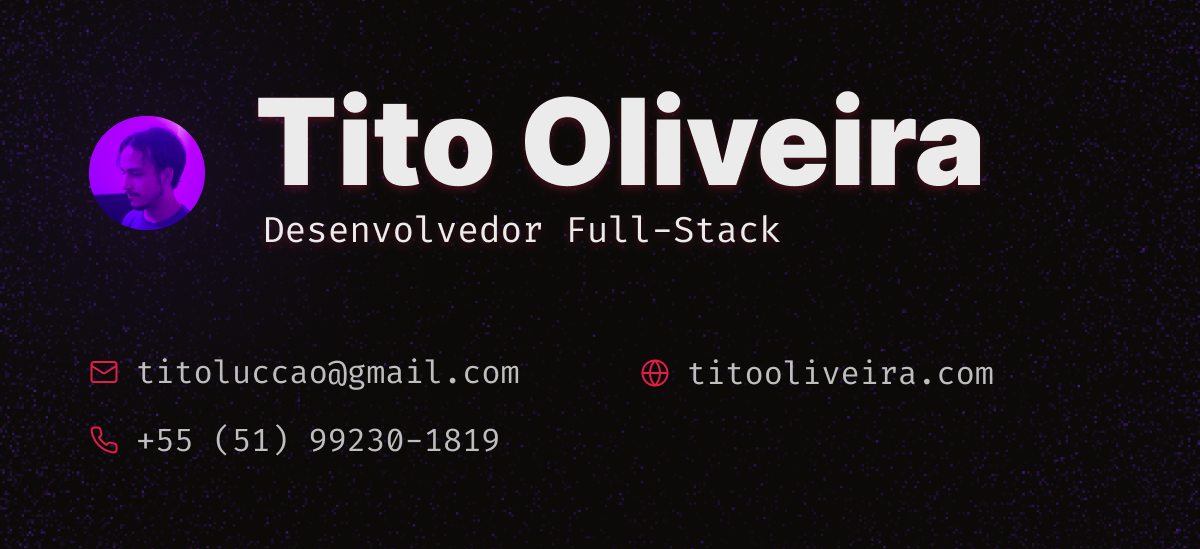 Tito Oliveira
Desenvolvedor Full-Stack
titoluccao@gmail.com
titooliveira.com
+55 (51) 99230-1819